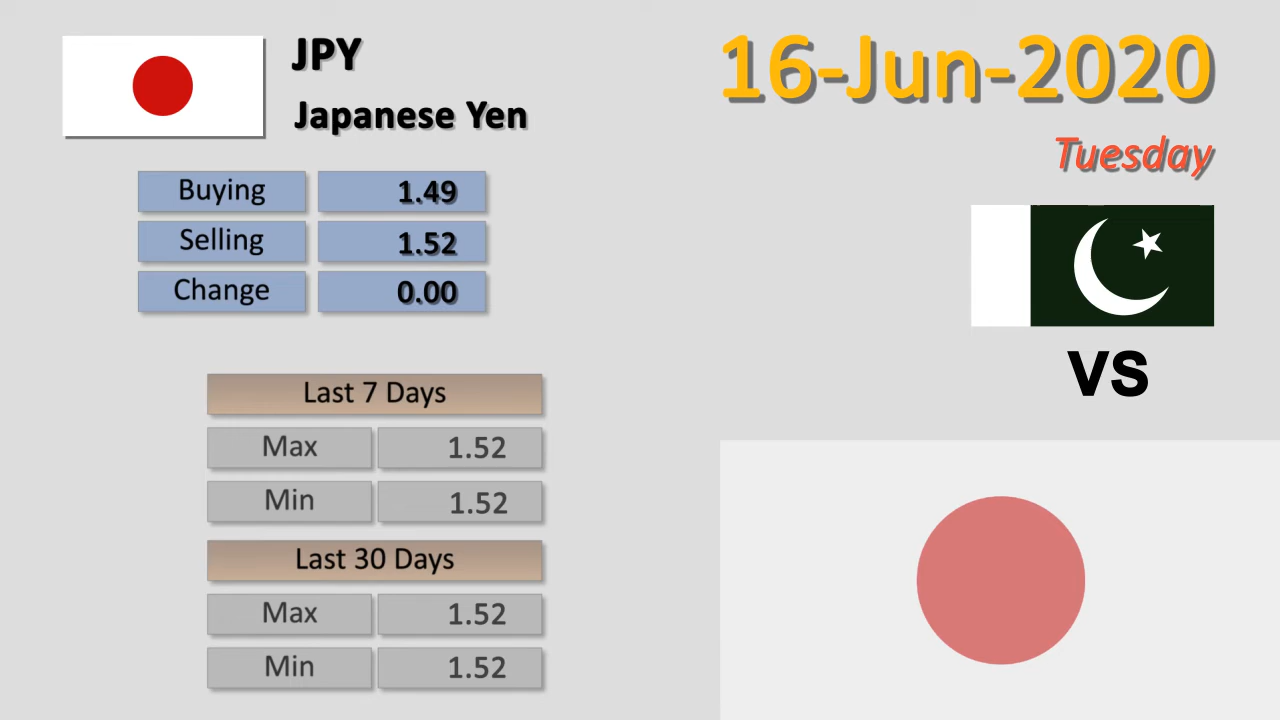 JPY
Japanese Yen
16-Jun-2020
Tuesday
Buying 1.49
Selling 1.52
Change 0.00
VS
Last 7 Days
Max 1.52
Min 1.52
Last 30 Days
Max 1.52
Min 1.52